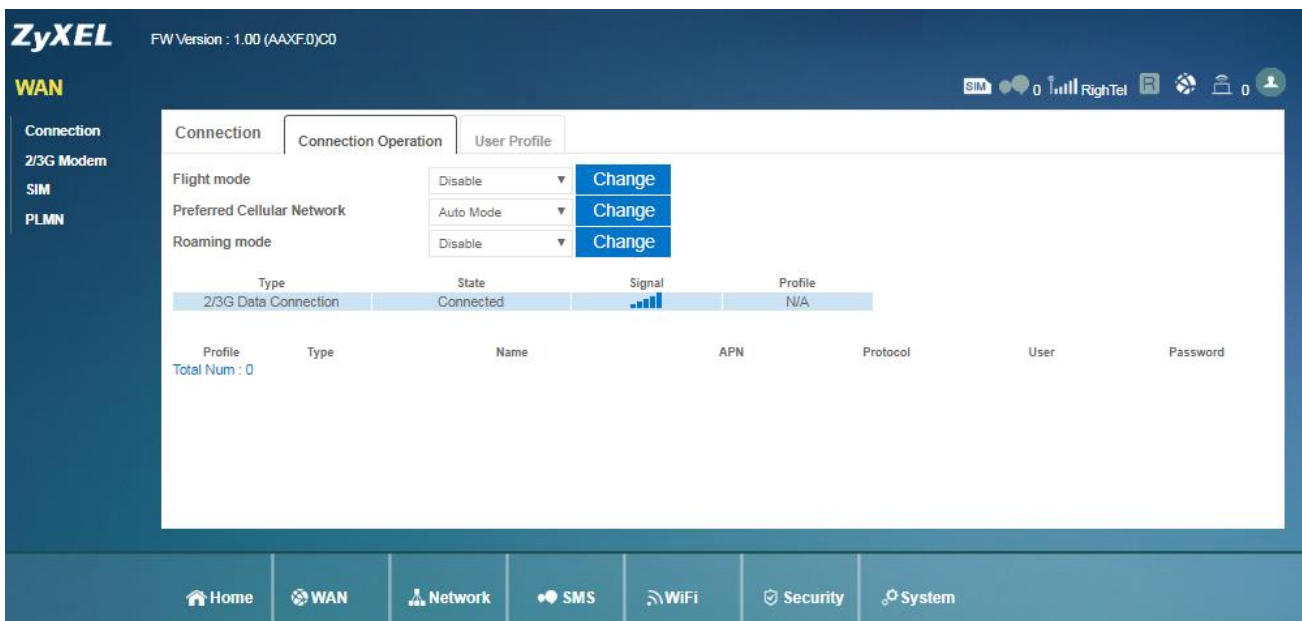 ZyXEL FW Version : 1.00 (AAXF.0)C0
WAN
SIM 0 RighTel R 0
Connection
2/3G Modem
SIM
PLMN
Connection Connection Operation User Profile
Flight mode Disable Change
Preferred Cellular Network Auto Mode Change
Roaming mode Disable Change
Type State Signal Profile
2/3G Data Connection Connected N/A
Profile Type Name APN Protocol User Password
Total Num : 0
Home WAN Network SMS WiFi Security System